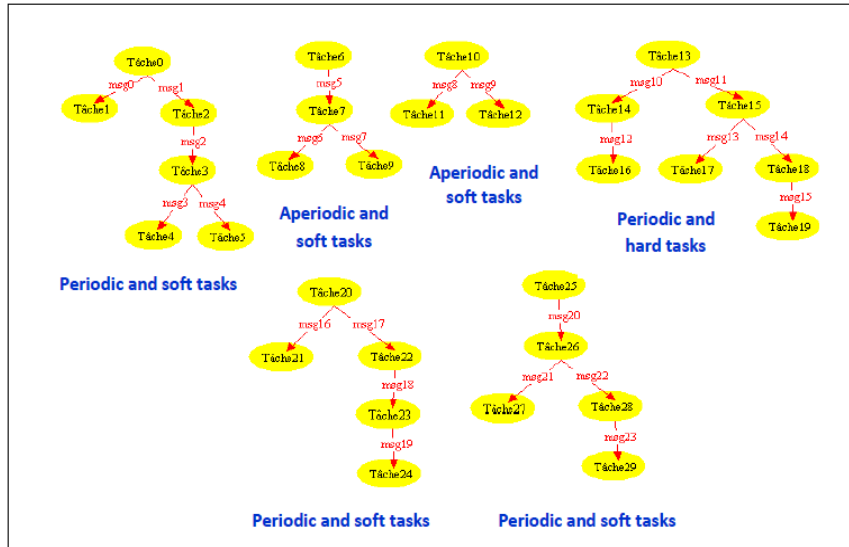 Tâche0
msg0
msg1
Tâche1
Tâche2
msg2
Tâche3
msg3
msg4
Tâche4
Tâche5
Periodic and soft tasks
Tâche6
msg5
Tâche7
msg6
msg7
Tâche8
Tâche9
Aperiodic and
soft tasks
Tâche10
msg8
msg9
Tâche11
Tâche12
Aperiodic and
soft tasks
Tâche13
msg10
msg11
Tâche14
Tâche15
msg12
msg13
msg14
Tâche16
Tâche17
Tâche18
msg15
Tâche19
Periodic and
hard tasks
Tâche20
msg16
msg17
Tâche21
Tâche22
msg18
Tâche23
msg19
Tâche24
Periodic and soft tasks
Tâche25
msg20
Tâche26
msg21
msg22
Tâche27
Tâche28
msg23
Tâche29
Periodic and soft tasks